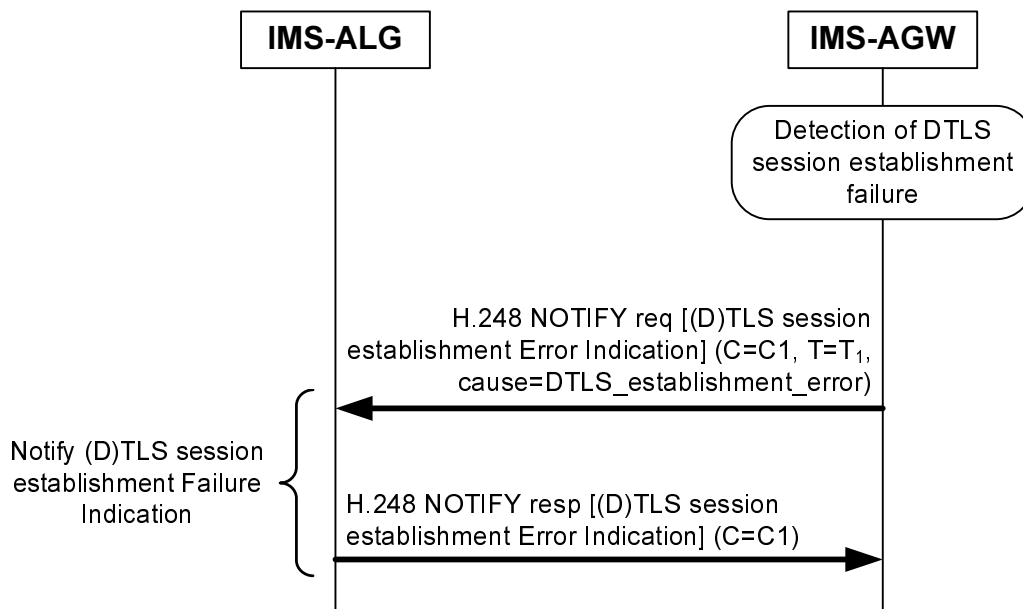 IMS-ALG
IMS-AGW
Detection of DTLS
session establishment
failure
H.248 NOTIFY req [(D)TLS session
establishment Error Indication] (C=C1, T=T₁,
cause=DTLS_establishment_error)
Notify (D)TLS session
establishment Failure
Indication
H.248 NOTIFY resp [(D)TLS session
establishment Error Indication] (C=C1)